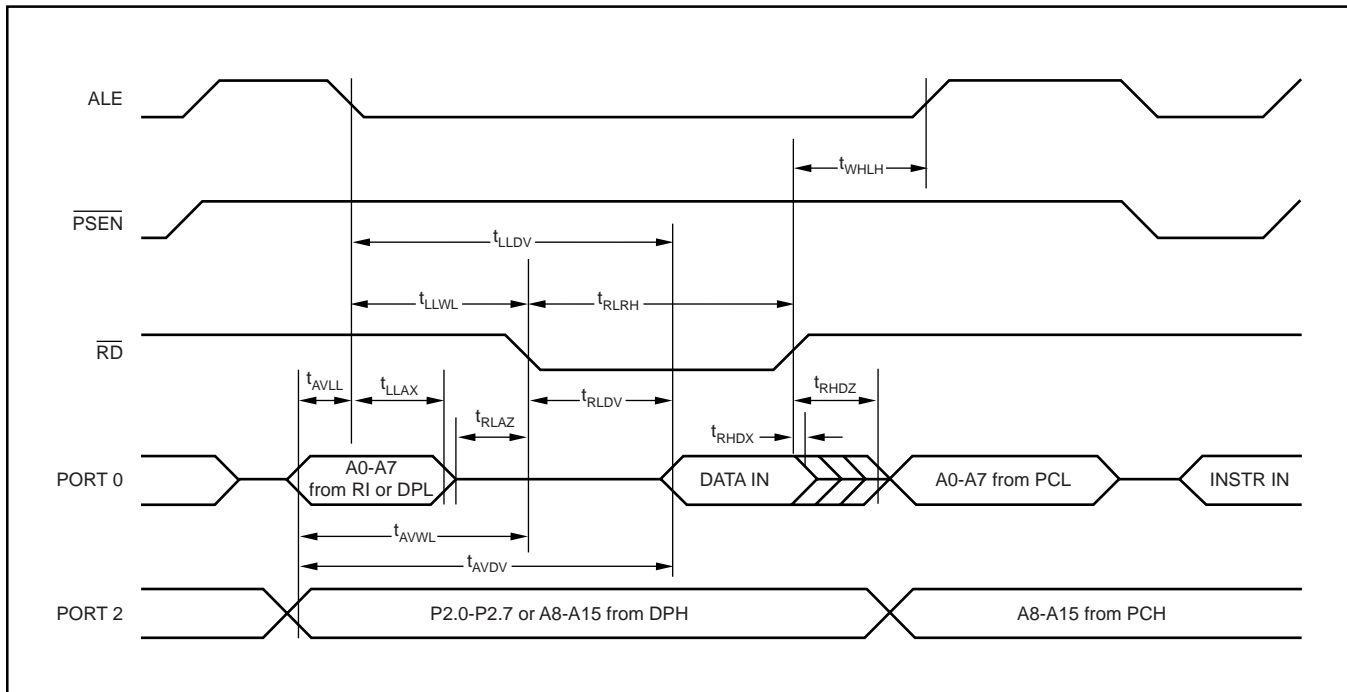 ALE
tWHLH
PSEN
tLLDV
tLLWL
tRLRH
RD
tAVLL
tLLAX
tRLDV
tRHDZ
tRLAZ
tRHDX
PORT 0
A0-A7
from RI or DPL
DATA IN
A0-A7 from PCL
INSTR IN
tAVWL
tAVDV
PORT 2
P2.0-P2.7 or A8-A15 from DPH
A8-A15 from PCH